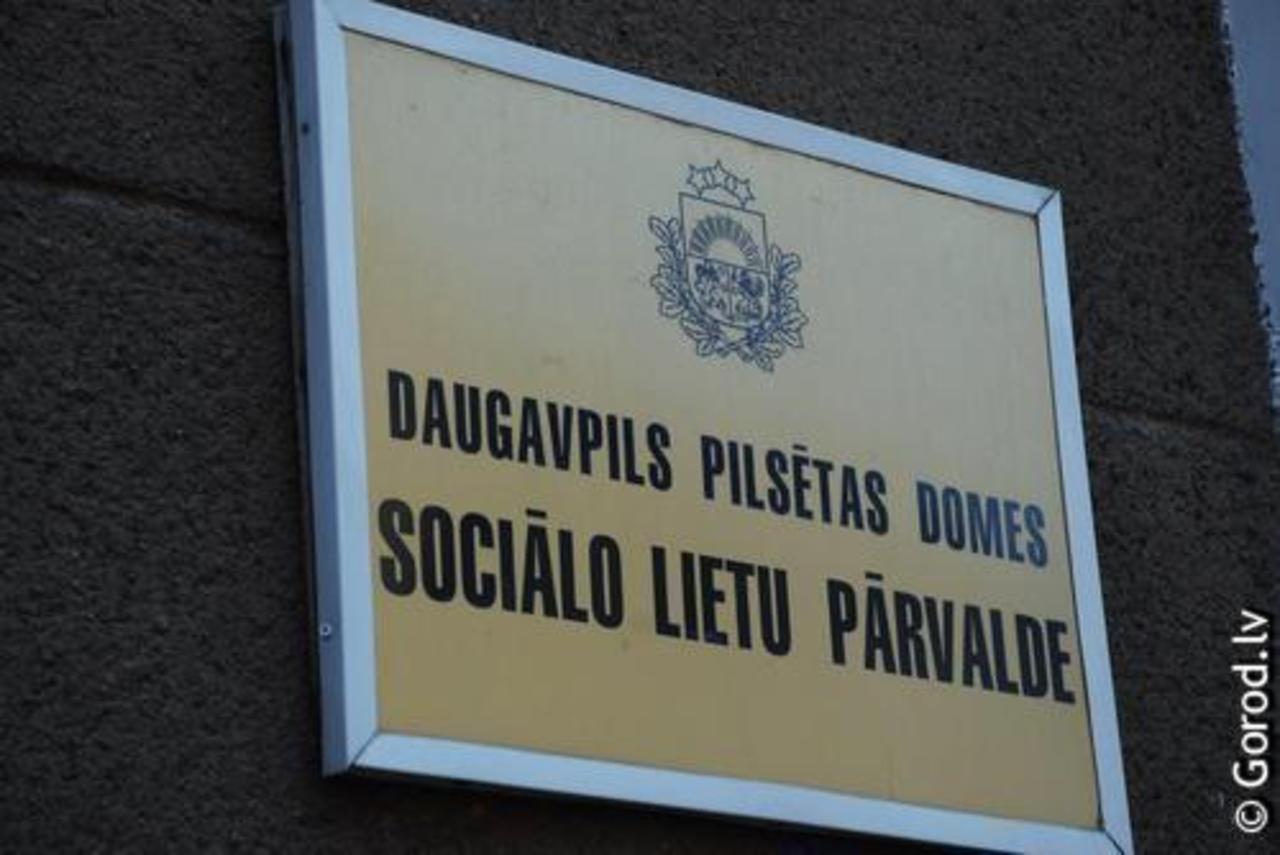 DAUGAVPILS PILSĒTAS DOMES
SOCIĀLO LIETU PĀRVALDE
© Gorod.lv